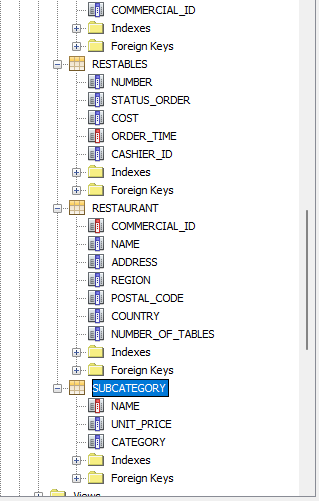 COMMERCIAL_ID
Indexes
Foreign Keys
RESTABLES
NUMBER
STATUS_ORDER
COST
ORDER_TIME
CASHIER_ID
Indexes
Foreign Keys
RESTAURANT
COMMERCIAL_ID
NAME
ADDRESS
REGION
POSTAL_CODE
COUNTRY
NUMBER_OF_TABLES
Indexes
Foreign Keys
SUBCATEGORY
NAME
UNIT_PRICE
CATEGORY
Indexes
Foreign Keys
Views